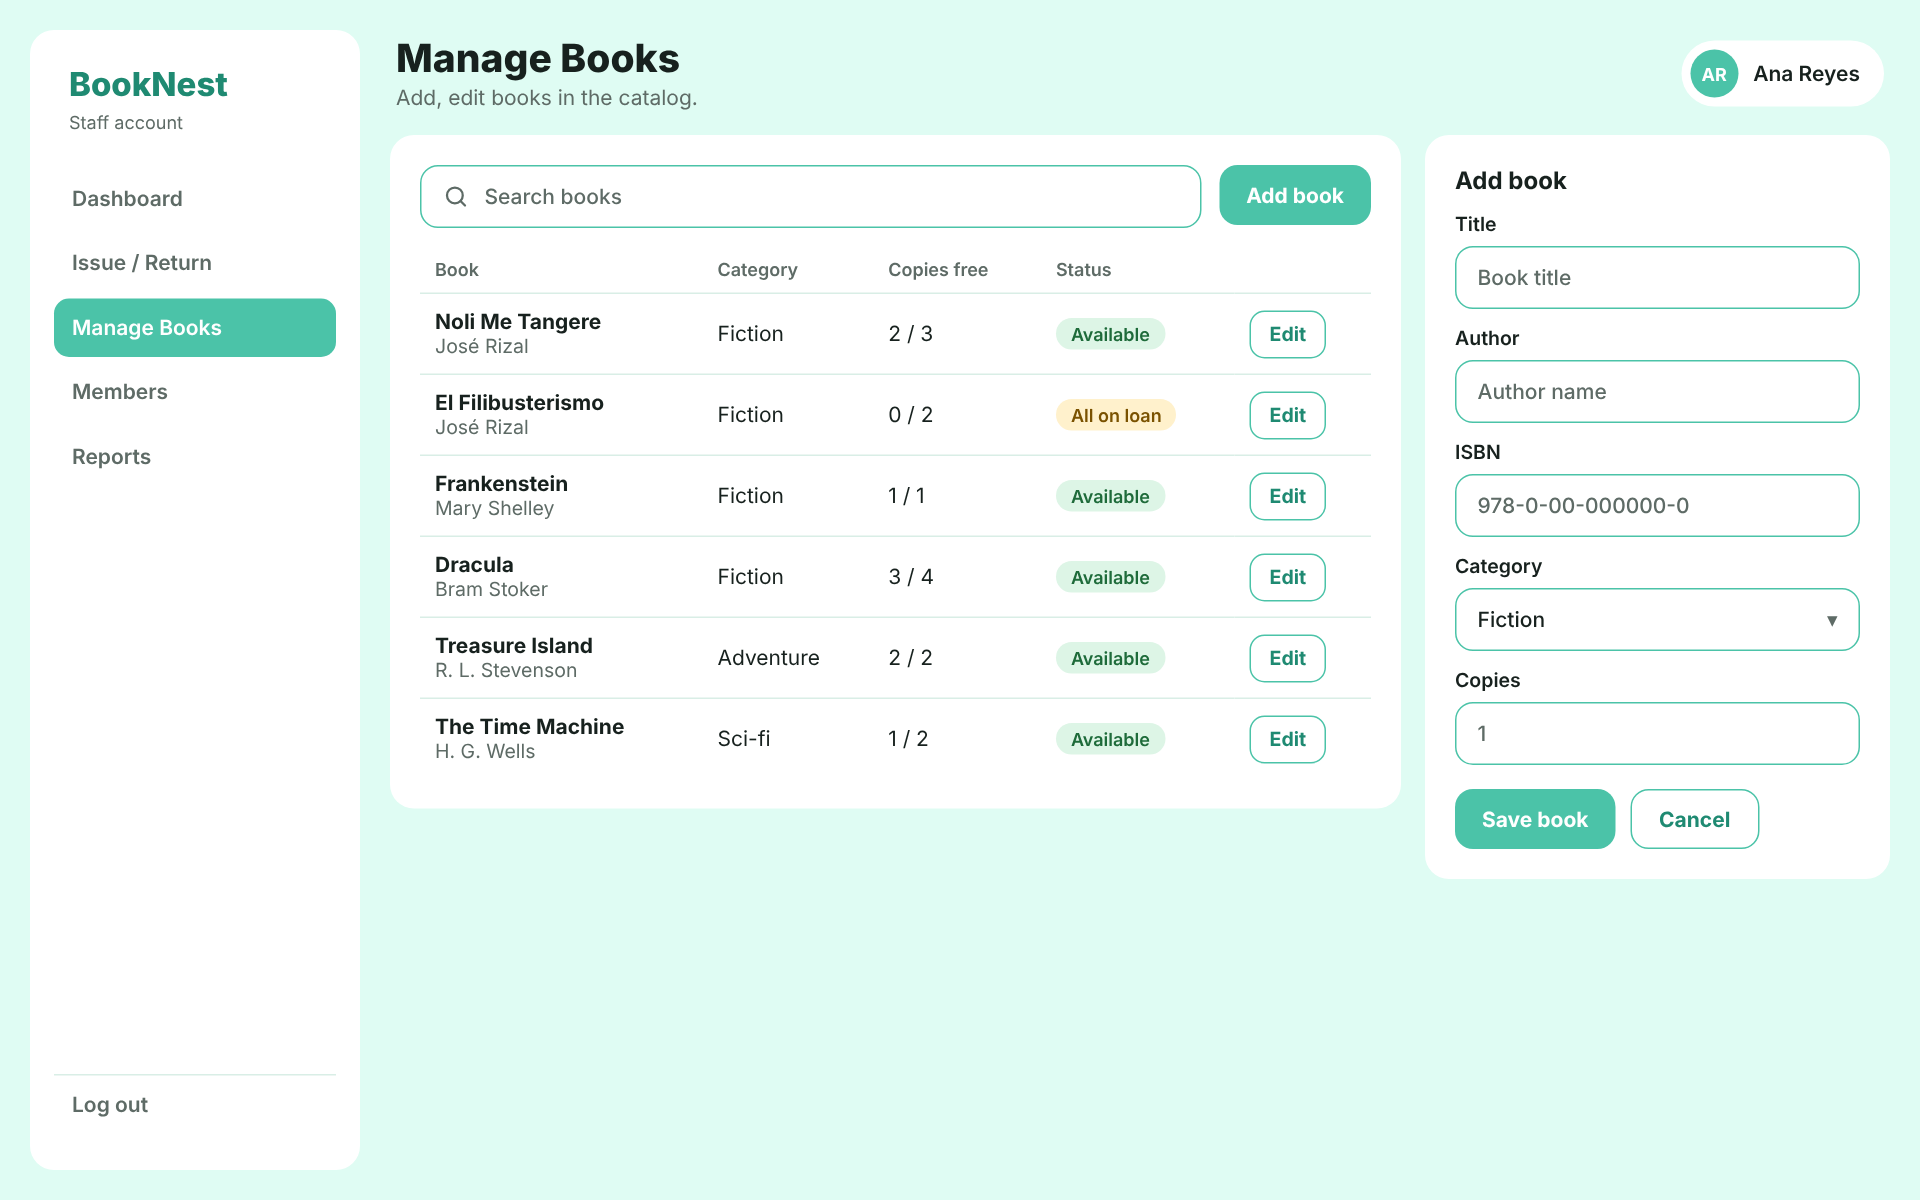 BookNest
Staff account
Dashboard
Issue / Return
Manage Books
Members
Reports
Log out
Manage Books
Add, edit books in the catalog.
AR Ana Reyes
Search books
Add book
Book Category Copies free Status
Noli Me Tangere
José Rizal
Fiction 2 / 3 Available Edit
El Filibusterismo
José Rizal
Fiction 0 / 2 All on loan Edit
Frankenstein
Mary Shelley
Fiction 1 / 1 Available Edit
Dracula
Bram Stoker
Fiction 3 / 4 Available Edit
Treasure Island
R. L. Stevenson
Adventure 2 / 2 Available Edit
The Time Machine
H. G. Wells
Sci-fi 1 / 2 Available Edit
Add book
Title
Book title
Author
Author name
ISBN
978-0-00-000000-0
Category
Fiction
Copies
1
Save book Cancel